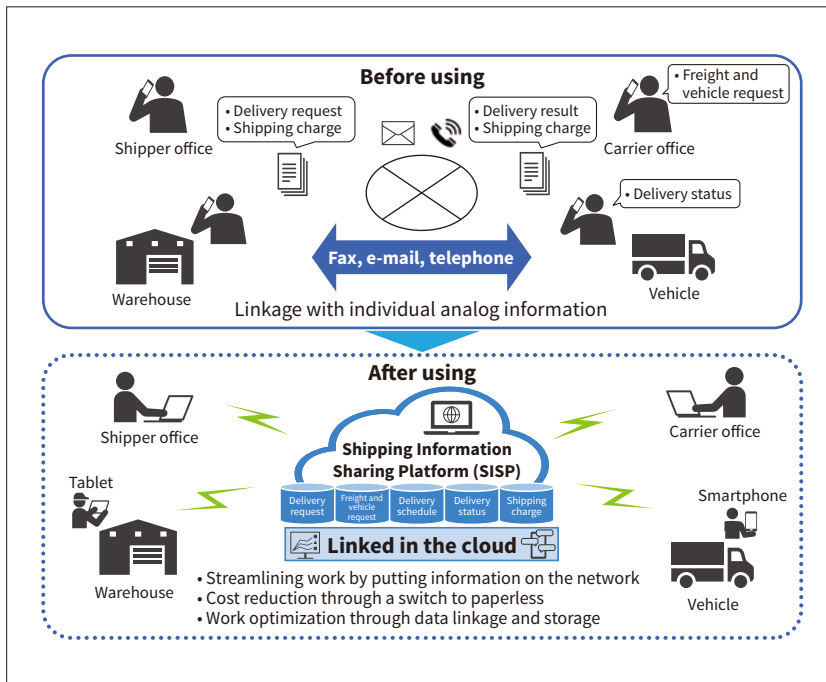 Before using
• Freight and
vehicle request
• Delivery request
• Shipping charge
• Delivery result
• Shipping charge
Shipper office
Carrier office
• Delivery status
Fax, e-mail, telephone
Warehouse
Vehicle
Linkage with individual analog information
After using
Shipper office
Carrier office
Shipping Information
Sharing Platform (SISP)
Tablet
Smartphone
Delivery
request
Freight and
vehicle
request
Delivery
schedule
Delivery
status
Shipping
charge
Linked in the cloud
Warehouse
Vehicle
• Streamlining work by putting information on the network
• Cost reduction through a switch to paperless
• Work optimization through data linkage and storage